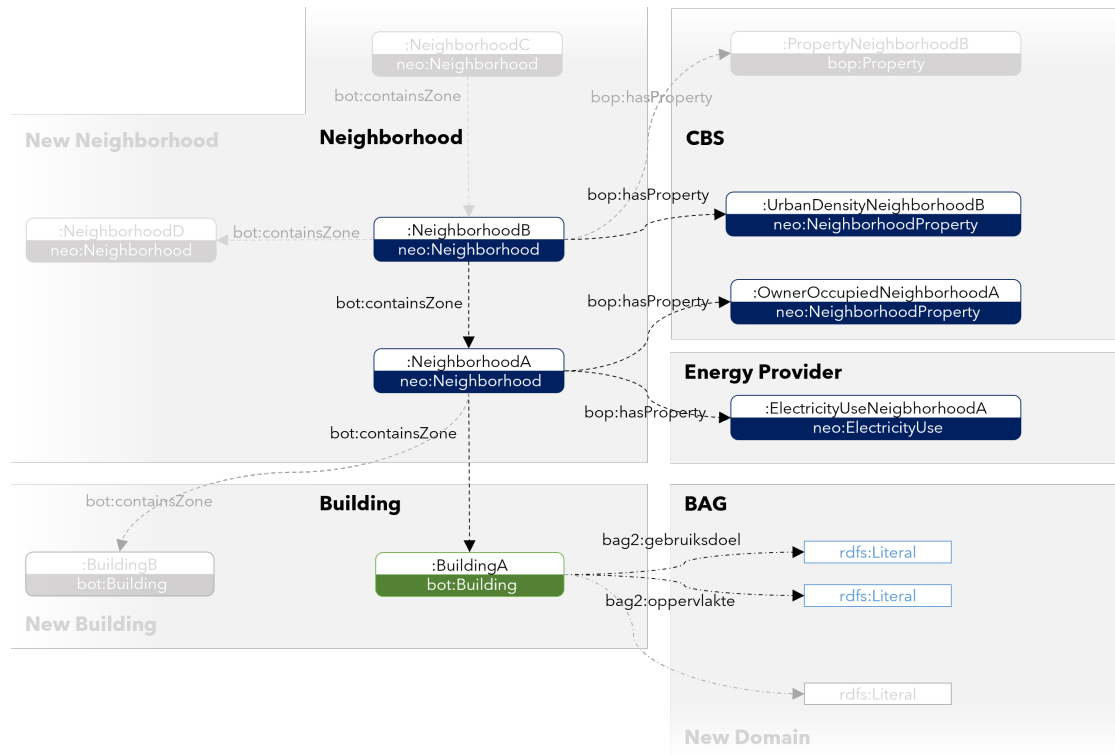 :NeighborhoodC
neo:Neighborhood
:PropertyNeighborhoodB
bop:Property
bot:containsZone
bop:hasProperty
New Neighborhood
Neighborhood
CBS
bop:hasProperty
:UrbanDensityNeighborhoodB
neo:NeighborhoodProperty
:NeighborhoodD
neo:Neighborhood
bot:containsZone
:NeighborhoodB
neo:Neighborhood
bot:containsZone
bop:hasProperty
:OwnerOccupiedNeighborhoodA
neo:NeighborhoodProperty
:NeighborhoodA
neo:Neighborhood
Energy Provider
bop:hasProperty
:ElectricityUseNeigbhorhoodA
neo:ElectricityUse
bot:containsZone
bot:containsZone
Building
BAG
bag2:gebruiksdoel
rdfs:Literal
:BuildingB
bot:Building
:BuildingA
bot:Building
bag2:oppervlakte
rdfs:Literal
New Building
rdfs:Literal
New Domain